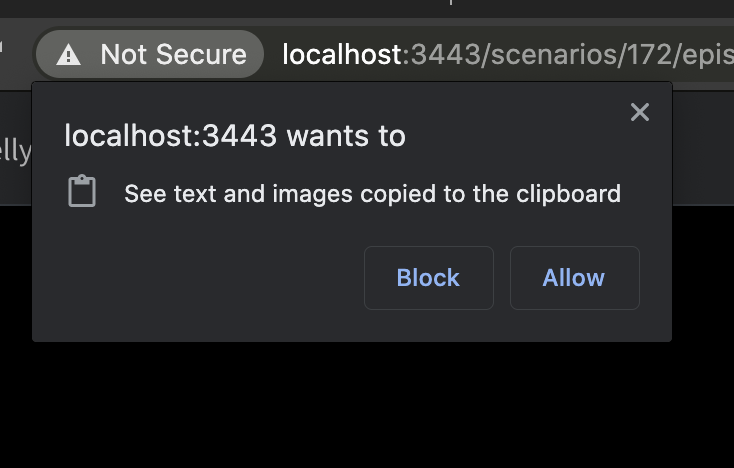 Not Secure localhost:3443/scenarios/172/epis
localhost:3443 wants to
elly
See text and images copied to the clipboard
Block Allow